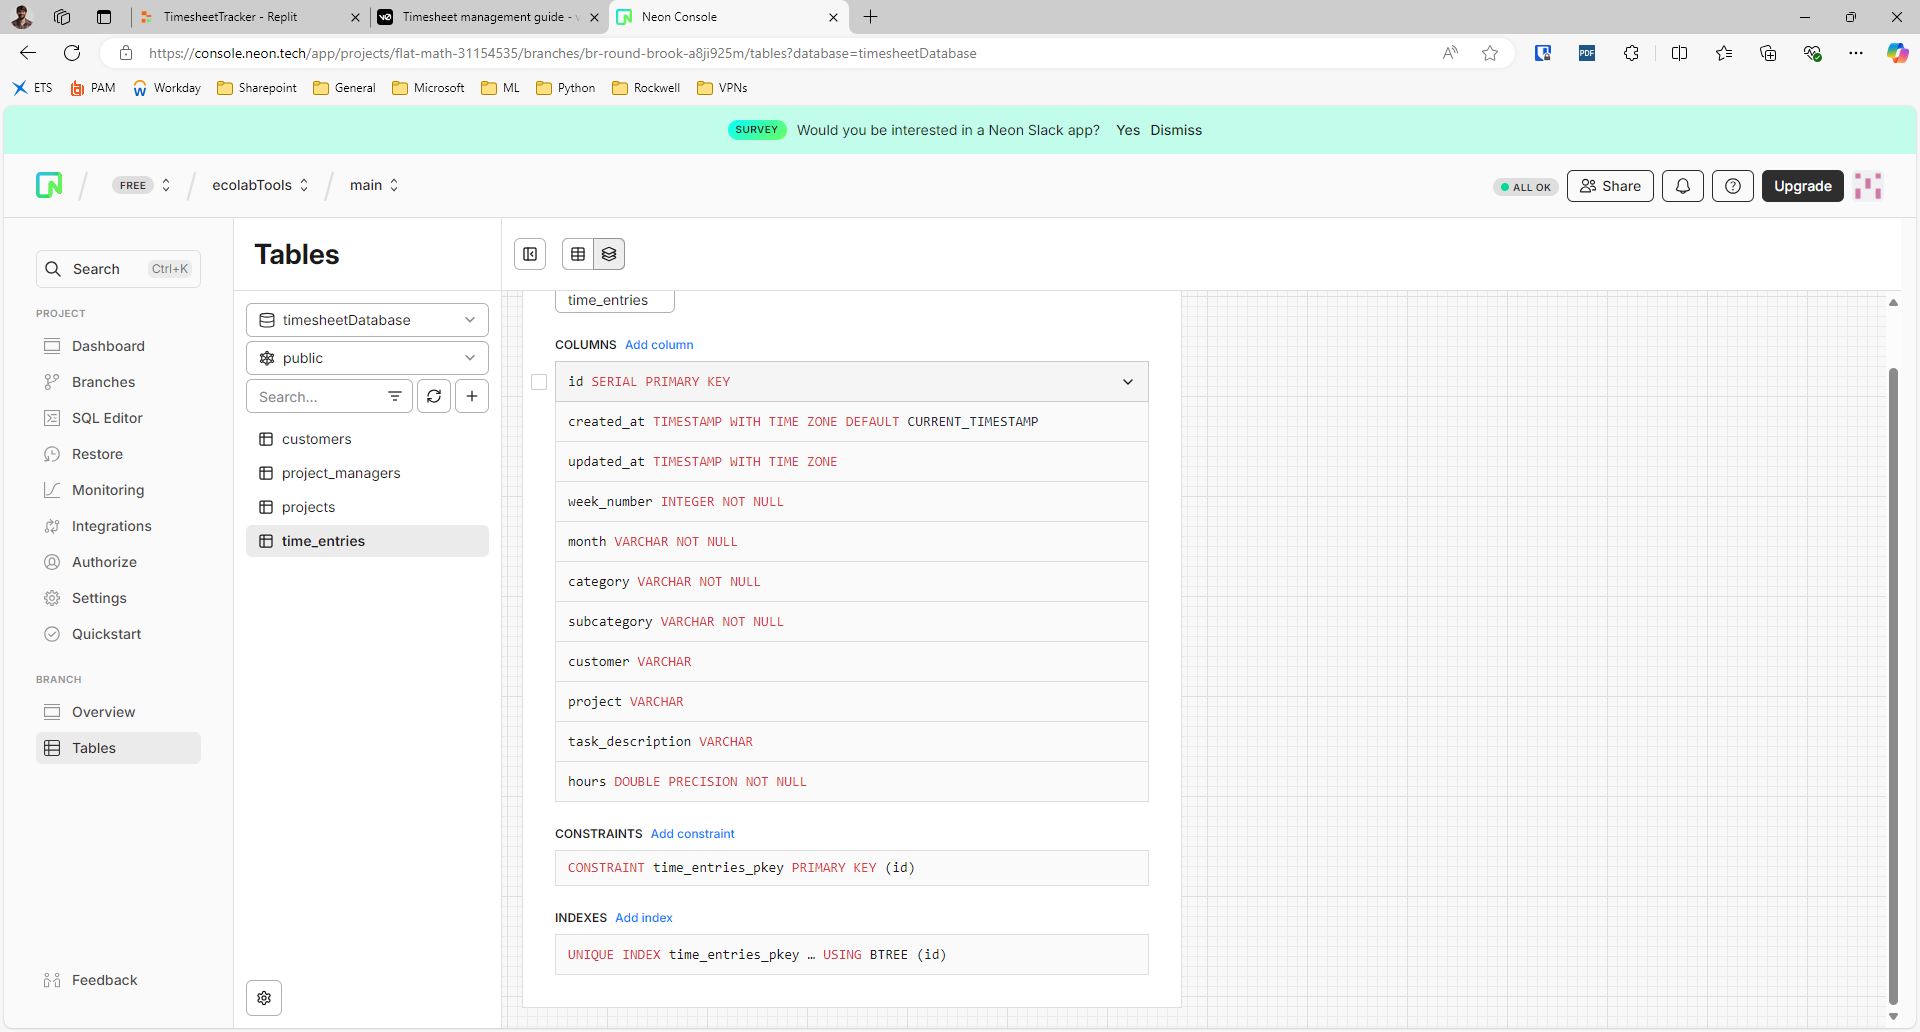 TimesheetTracker - Replit
Timesheet management guide - v
Neon Console
https://console.neon.tech/app/projects/flat-math-31154535/branches/br-round-brook-a8ji925m/tables?database=timesheetDatabase
ETS PAM Workday Sharepoint General Microsoft ML Python Rockwell VPNs
SURVEY Would you be interested in a Neon Slack app? Yes Dismiss
FREE ecolabTools main
ALL OK Share Upgrade
Search Ctrl+K
PROJECT
Dashboard
Branches
SQL Editor
Restore
Monitoring
Integrations
Authorize
Settings
Quickstart
BRANCH
Overview
Tables
Feedback
Tables
timesheetDatabase
public
Search...
customers
project_managers
projects
time_entries
time_entries
COLUMNS Add column
id SERIAL PRIMARY KEY
created_at TIMESTAMP WITH TIME ZONE DEFAULT CURRENT_TIMESTAMP
updated_at TIMESTAMP WITH TIME ZONE
week_number INTEGER NOT NULL
month VARCHAR NOT NULL
category VARCHAR NOT NULL
subcategory VARCHAR NOT NULL
customer VARCHAR
project VARCHAR
task_description VARCHAR
hours DOUBLE PRECISION NOT NULL
CONSTRAINTS Add constraint
CONSTRAINT time_entries_pkey PRIMARY KEY (id)
INDEXES Add index
UNIQUE INDEX time_entries_pkey … USING BTREE (id)